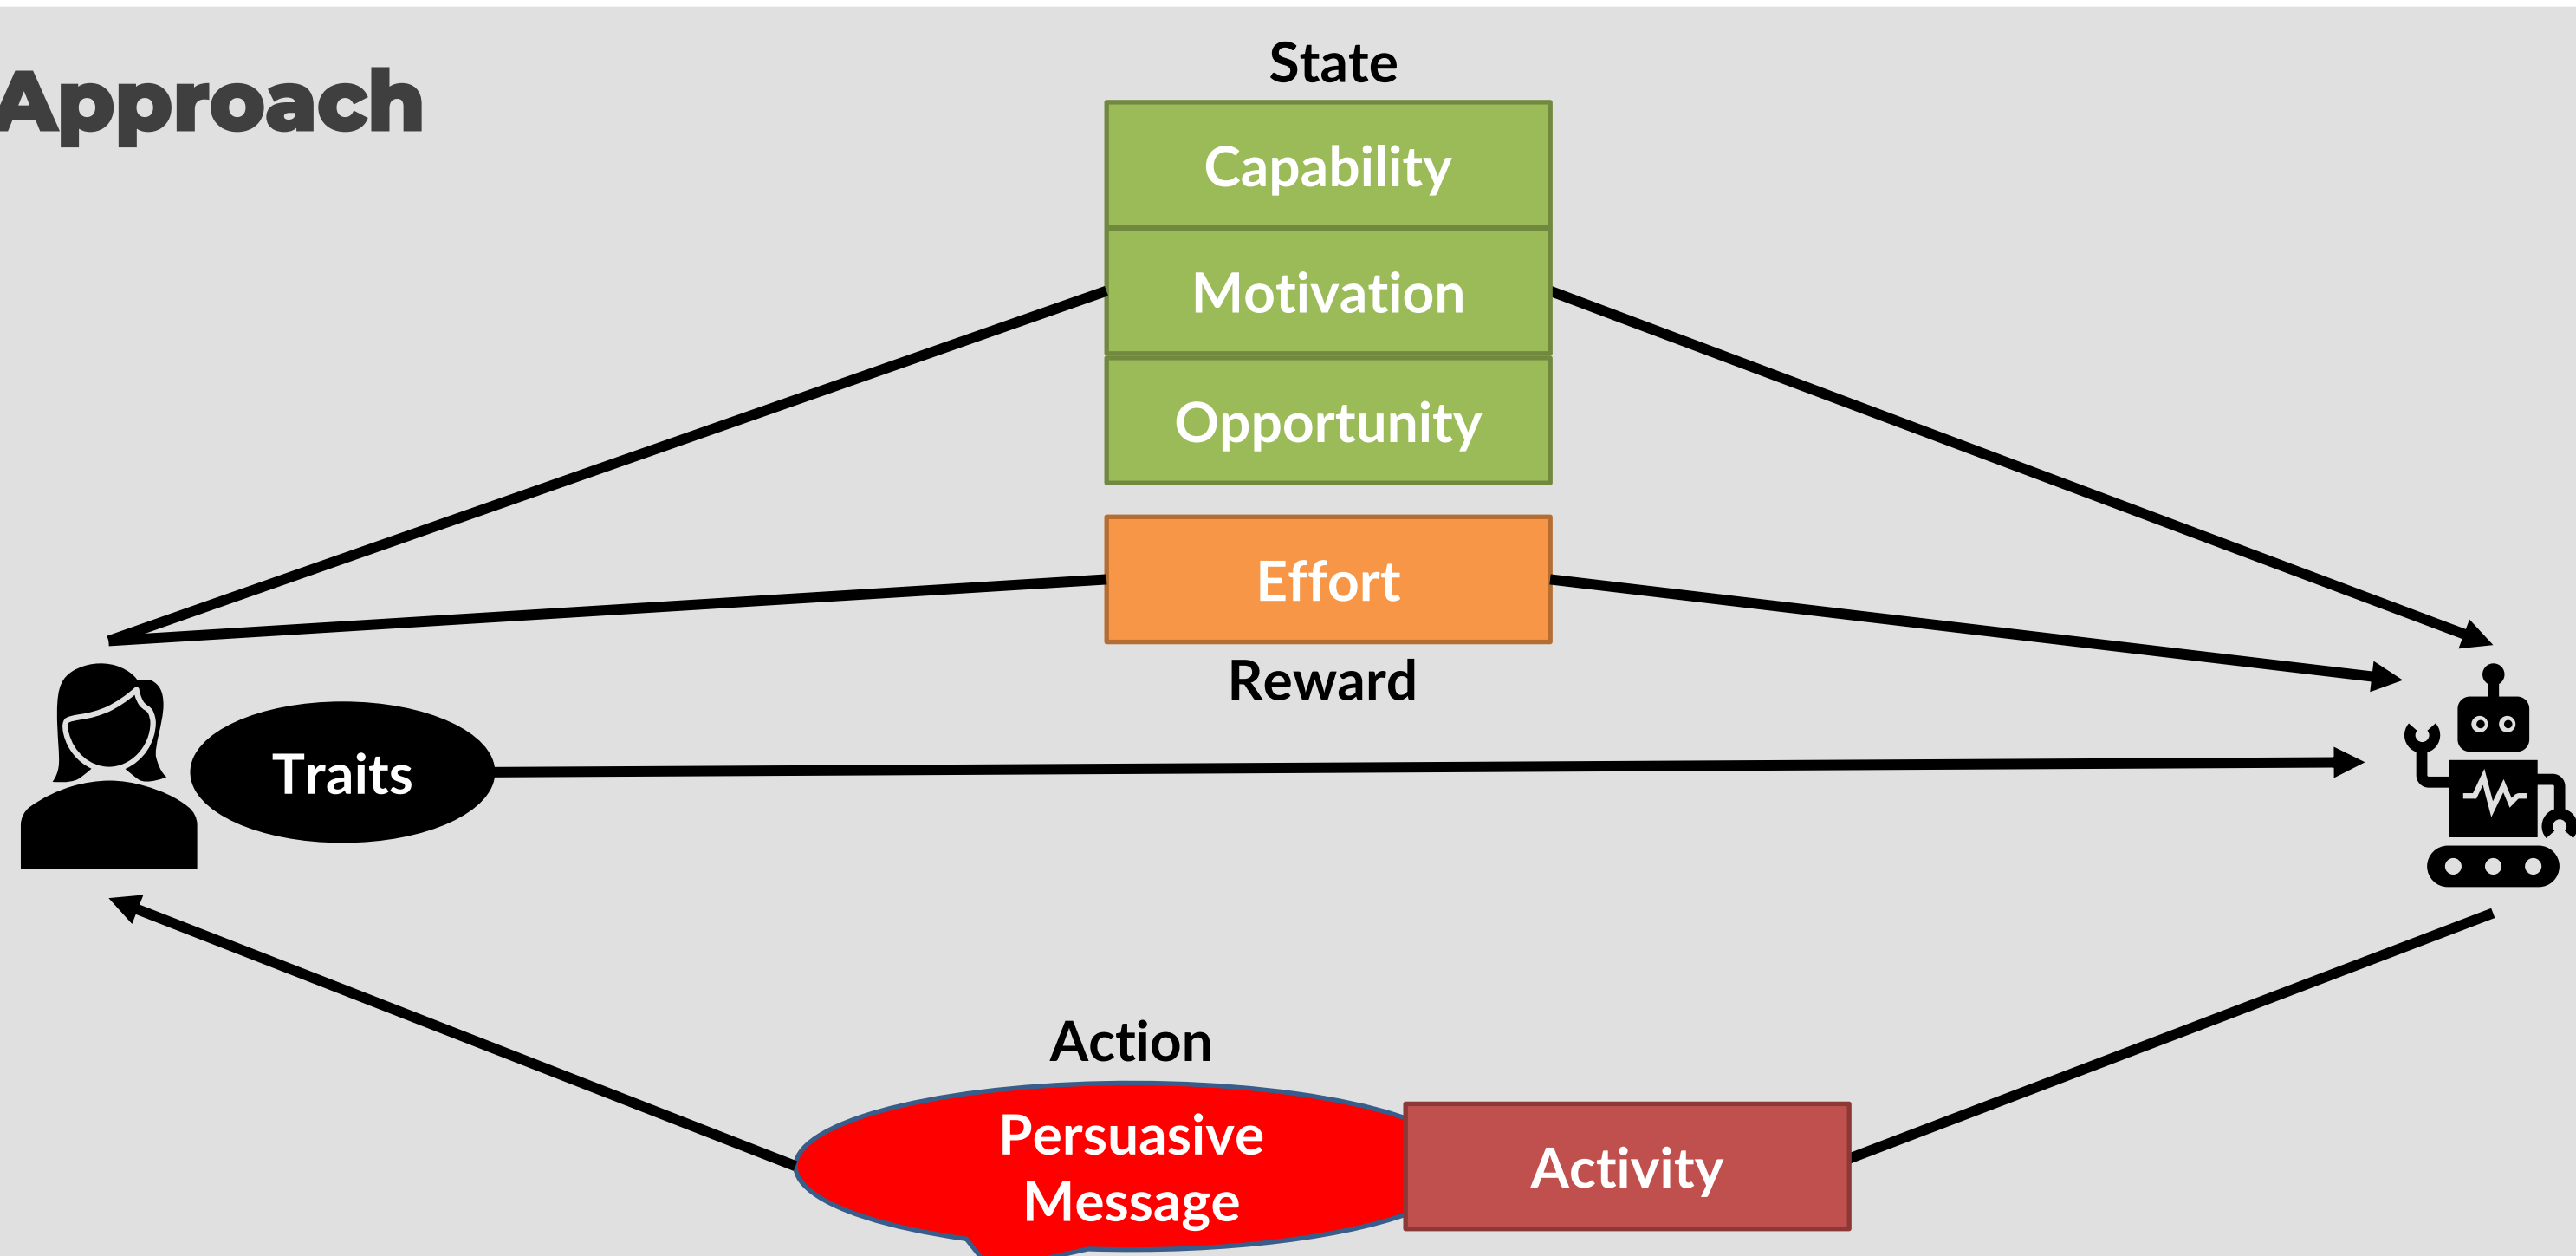 Approach
State
Capability
Motivation
Opportunity
Effort
Reward
Traits
Action
Persuasive
Message
Activity